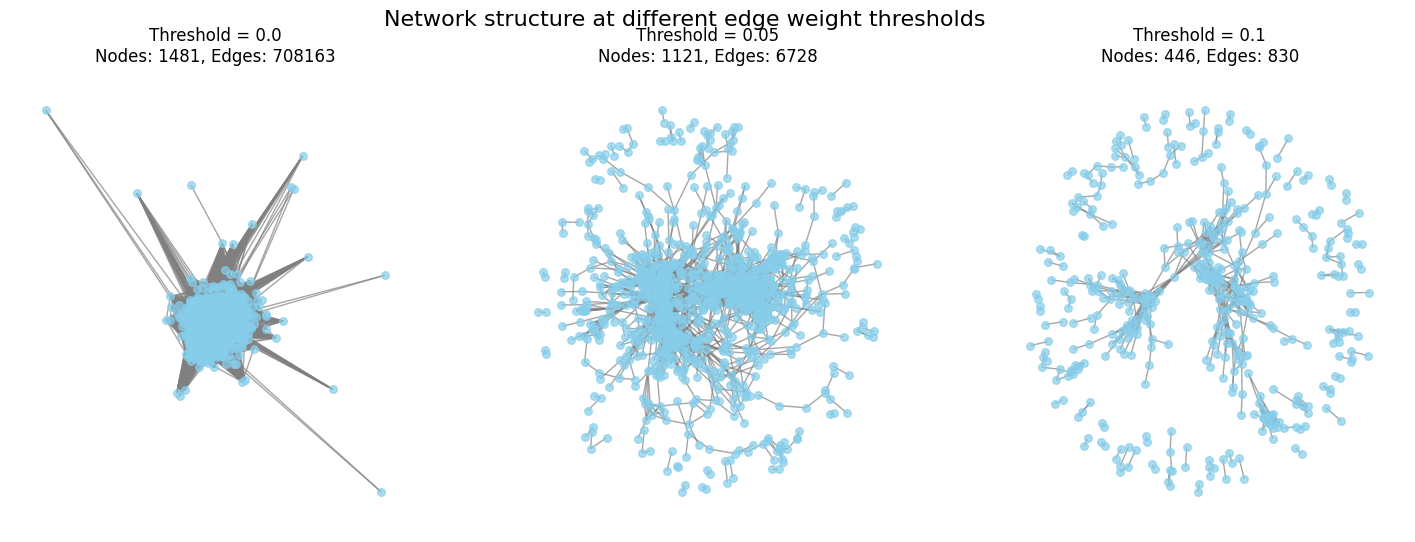 Network structure at different edge weight thresholds
Threshold = 0.0
Nodes: 1481, Edges: 708163
Threshold = 0.05
Nodes: 1121, Edges: 6728
Threshold = 0.1
Nodes: 446, Edges: 830